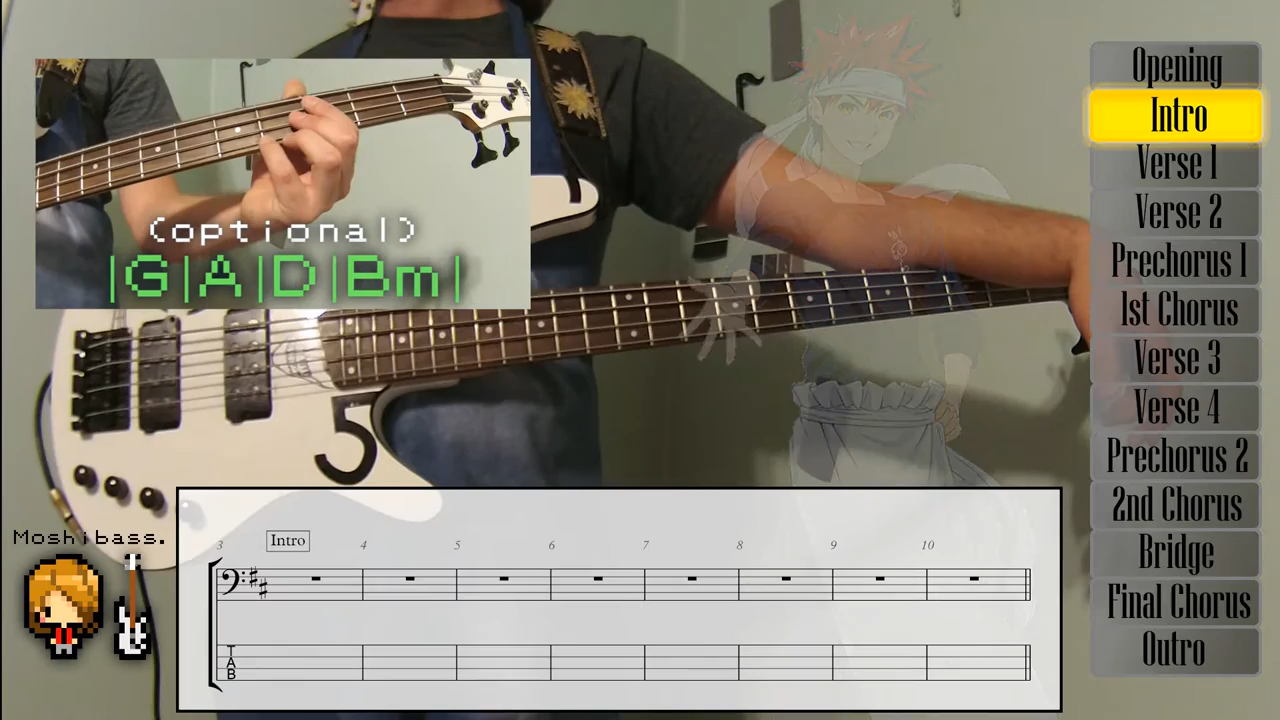 (optional)
|G|A|D|Bm|
5
Moshibass.
3 Intro 4 5 6 7 8 9 10
T
A
B
Opening
Intro
Verse 1
Verse 2
Prechorus 1
1st Chorus
Verse 3
Verse 4
Prechorus 2
2nd Chorus
Bridge
Final Chorus
Outro